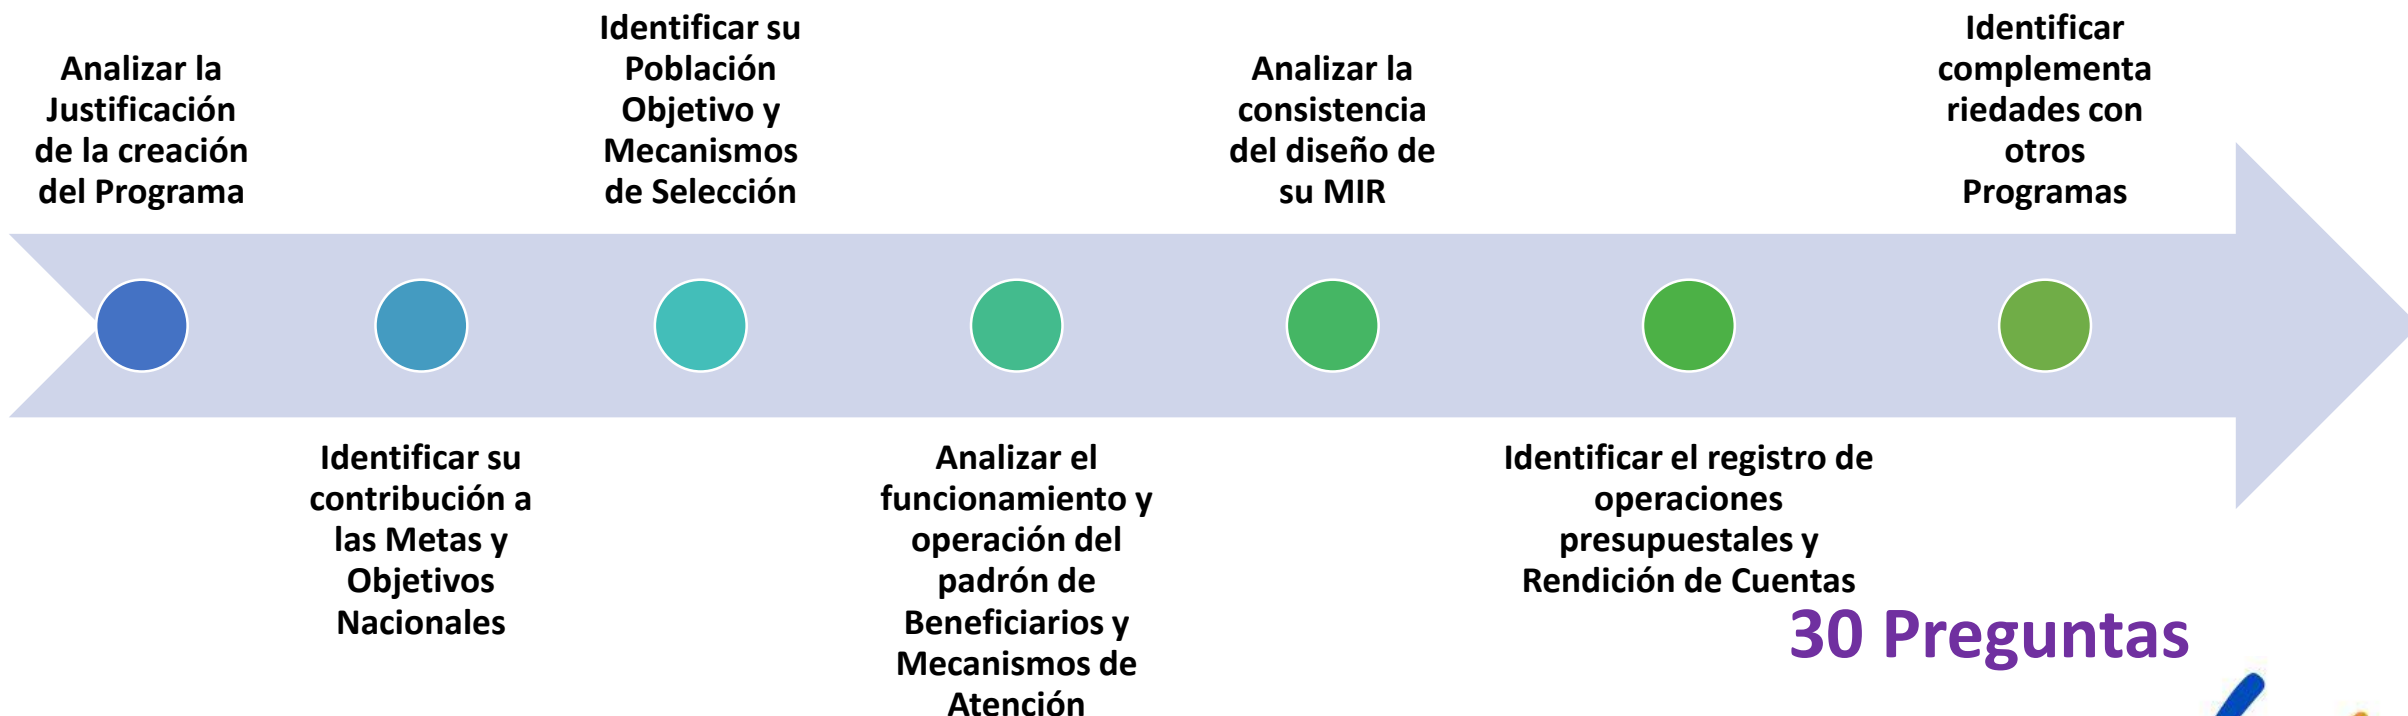 Analizar la
Justificación
de la creación
del Programa
Identificar su
contribución a
las Metas y
Objetivos
Nacionales
Identificar su
Población
Objetivo y
Mecanismos
de Selección
Analizar el
funcionamiento y
operación del
padrón de
Beneficiarios y
Mecanismos de
Atención
Analizar la
consistencia
del diseño de
su MIR
Identificar el registro de
operaciones
presupuestales y
Rendición de Cuentas
Identificar
complementa
riedades con
otros
Programas
30 Preguntas